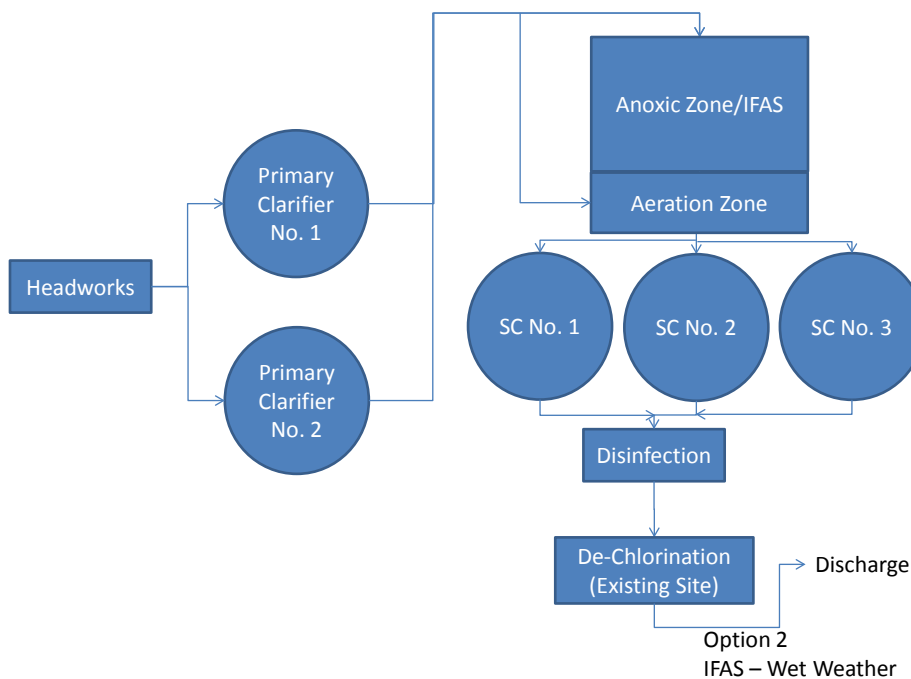 Anoxic Zone/IFAS
Primary
Clarifier
No. 1
Aeration Zone
Headworks
SC No. 1
SC No. 2
SC No. 3
Primary
Clarifier
No. 2
Disinfection
De-Chlorination
(Existing Site)
Discharge
Option 2
IFAS – Wet Weather